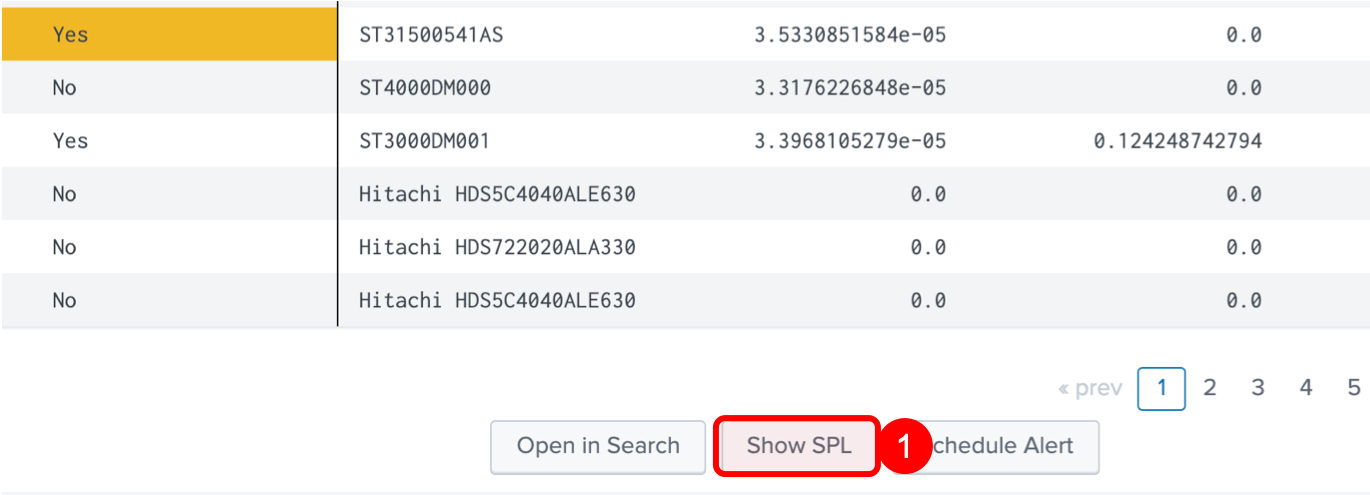 Yes ST31500541AS 3.5330851584e-05 0.0
No ST4000DM000 3.3176226848e-05 0.0
Yes ST3000DM001 3.3968105279e-05 0.124248742794
No Hitachi HDS5C4040ALE630 0.0 0.0
No Hitachi HDS722020ALA330 0.0 0.0
No Hitachi HDS5C4040ALE630 0.0 0.0
« prev 1 2 3 4 5
Open in Search Show SPL 1 chedule Alert